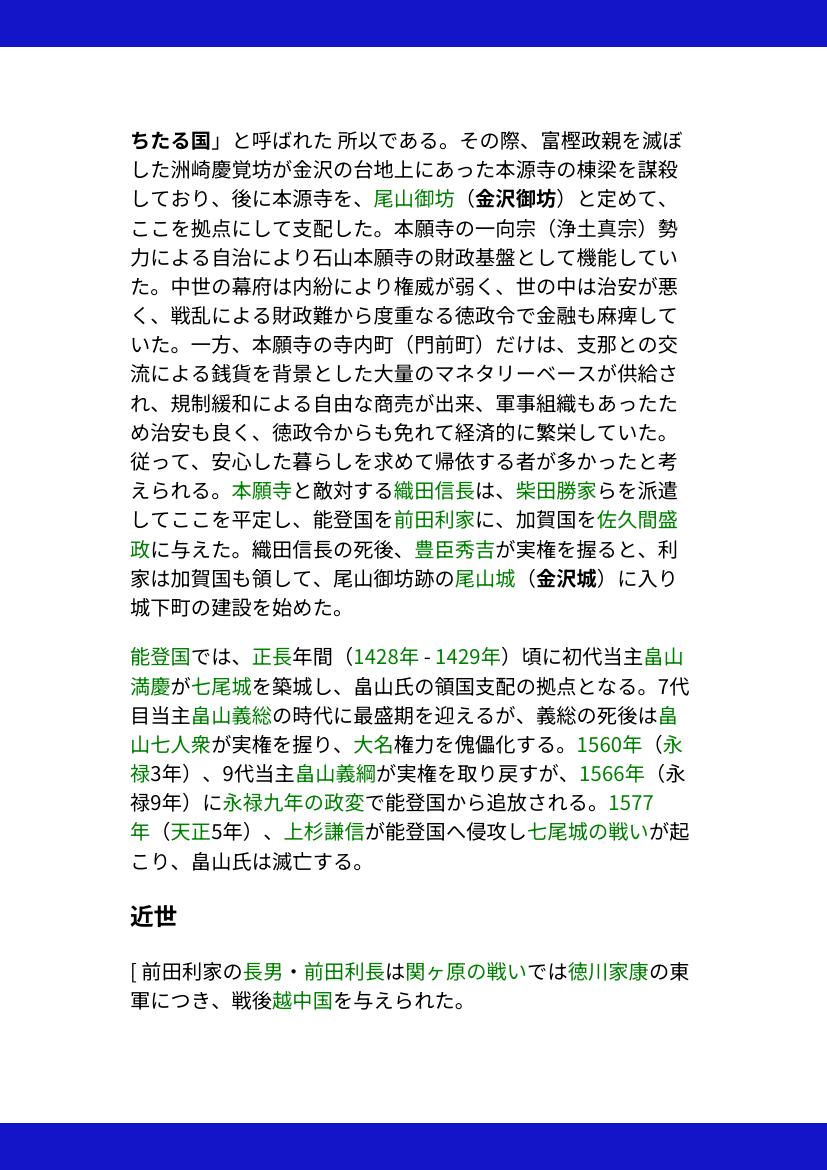 ちたる国」と呼ばれた 所以である。その際、富樫政親を滅ぼ
した洲崎慶覚坊が金沢の台地上にあった本源寺の棟梁を謀殺
しており、後に本源寺を、尾山御坊（金沢御坊）と定めて、
ここを拠点にして支配した。本願寺の一向宗（浄土真宗）勢
力による自治により石山本願寺の財政基盤として機能してい
た。中世の幕府は内紛により権威が弱く、世の中は治安が悪
く、戦乱による財政難から度重なる徳政令で金融も麻痺して
いた。一方、本願寺の寺内町（門前町）だけは、支那との交
流による銭貨を背景とした大量のマネタリーベースが供給さ
れ、規制緩和による自由な商売が出来、軍事組織もあったた
め治安も良く、徳政令からも免れて経済的に繁栄していた。
従って、安心した暮らしを求めて帰依する者が多かったと考
えられる。本願寺と敵対する織田信長は、柴田勝家らを派遣
してここを平定し、能登国を前田利家に、加賀国を佐久間盛
政に与えた。織田信長の死後、豊臣秀吉が実権を握ると、利
家は加賀国も領して、尾山御坊跡の尾山城（金沢城）に入り
城下町の建設を始めた。
能登国では、正長年間（1428年 - 1429年）頃に初代当主畠山
満慶が七尾城を築城し、畠山氏の領国支配の拠点となる。7代
目当主畠山義総の時代に最盛期を迎えるが、義総の死後は畠
山七人衆が実権を握り、大名権力を傀儡化する。1560年（永
禄3年）、9代当主畠山義綱が実権を取り戻すが、1566年（永
禄9年）に永禄九年の政変で能登国から追放される。1577
年（天正5年）、上杉謙信が能登国へ侵攻し七尾城の戦いが起
こり、畠山氏は滅亡する。
近世
[ 前田利家の長男・前田利長は関ヶ原の戦いでは徳川家康の東
軍につき、戦後越中国を与えられた。